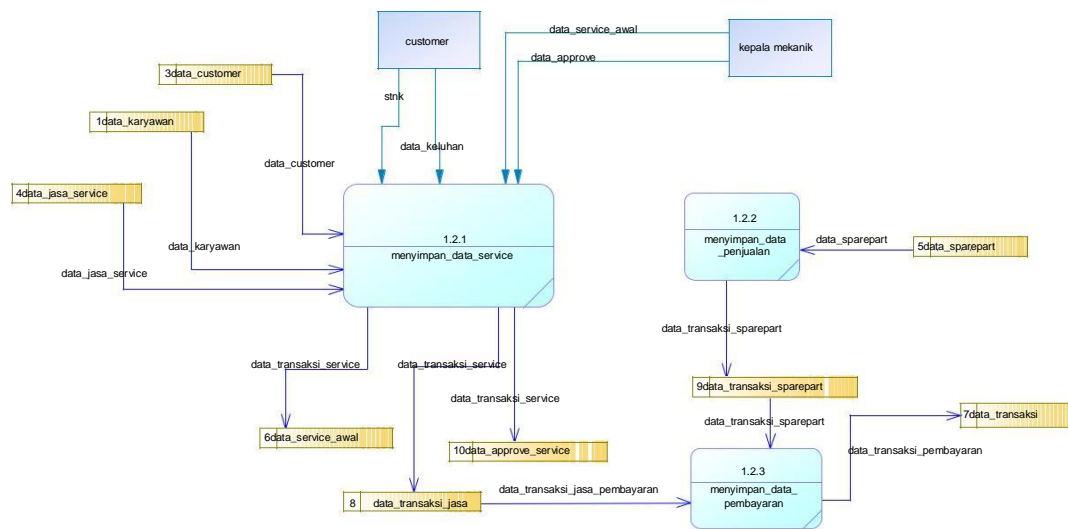 customer
data_service_awal
kepala mekanik
data_approve
3data_customer
stnk
1data_karyawan
data_keluhan
data_customer
4data_jasa_service
1.2.1
menyimpan_data_service
data_karyawan
data_jasa_service
1.2.2
menyimpan_data
_penjualan
data_sparepart
5data_sparepart
data_transaksi_sparepart
data_transaksi_service
data_transaksi_service
data_transaksi_service
9data_transaksi_sparepart
data_transaksi_sparepart
7data_transaksi
6data_service_awal
10data_approve_service
data_transaksi_pembayaran
1.2.3
menyimpan_data_
pembayaran
data_transaksi_jasa_pembayaran
8 data_transaksi_jasa